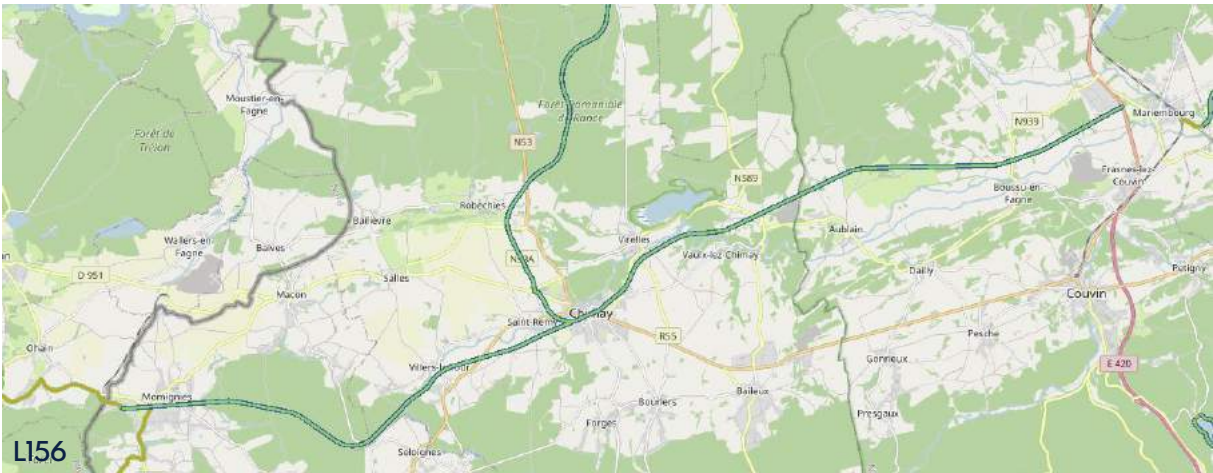 Moustier-en-
Fagne
Forêt de
Trélon
N53
Forêt Domaniale
de Rance
N939
Mariembourg
N589
Frasnes-lez-
Couvin
Boussu-en-
Fagne
Robechies
Bailièvre
Wallers-en-
Fagne
Baives
Virelles
Aublain
Vaulx-lez-Chimay
Dailly
D 951
Salles
Macon
Petigny
Couvin
Saint-Remy
Chimay
R55
Pesche
Ohain
Gonrieux
E 420
Villers-la-Tour
Momignies
Baileux
Bourlers
Presgaux
Forges
Seloignes
L156